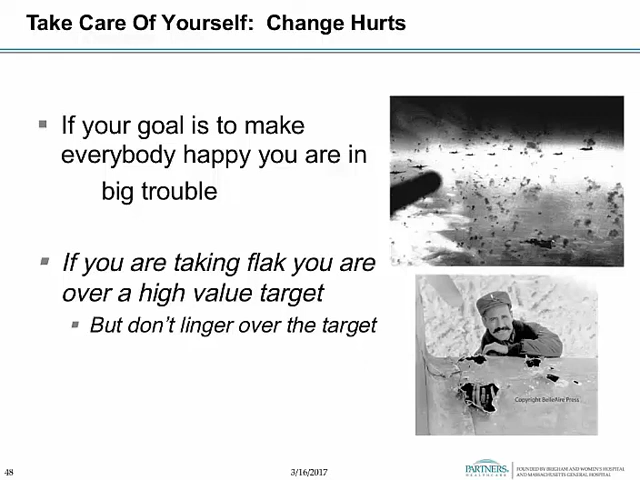 Take Care Of Yourself: Change Hurts
If your goal is to make
everybody happy you are in
big trouble
If you are taking flak you are
over a high value target
But don't linger over the target
Copyright BelleAire Press
48
3/16/2017
PARTNERS
HEALTHCARE
FOUNDED BY BRIGHAM AND WOMEN'S HOSPITAL
AND MASSACHUSETTS GENERAL HOSPITAL